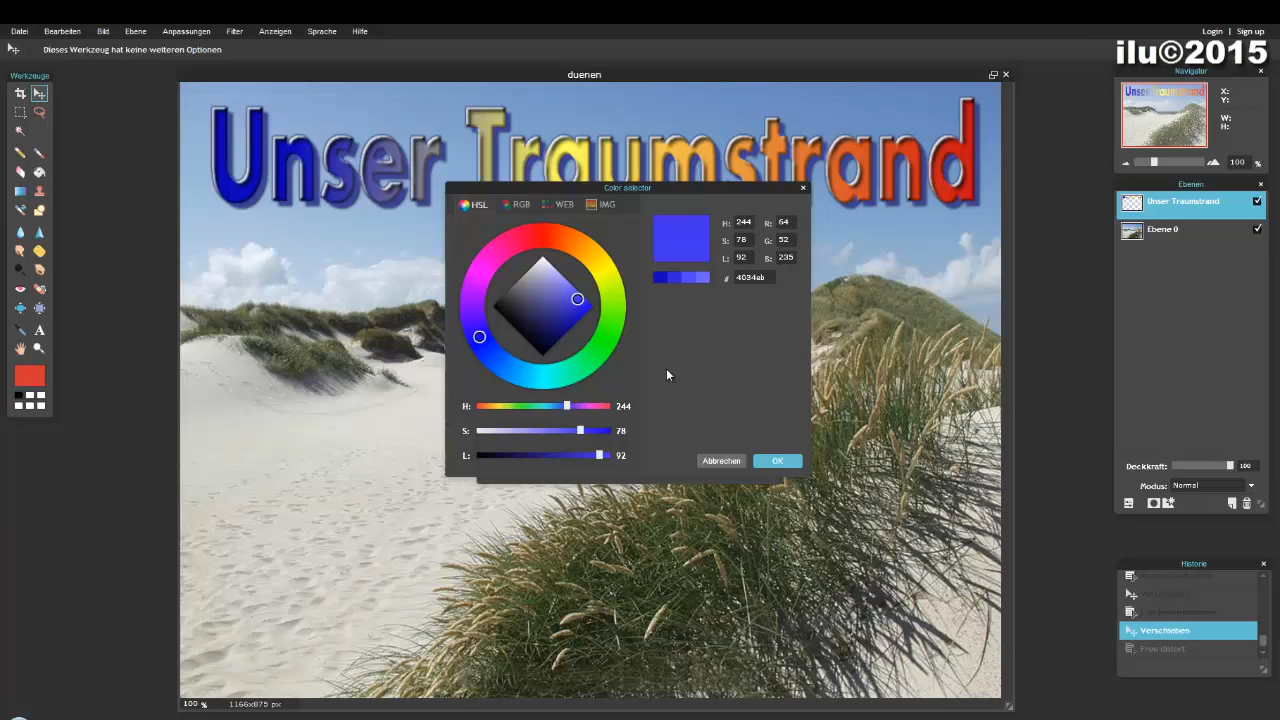 Datei Bearbeiten Bild Ebene Anpassungen Filter Anzeigen Sprache Hilfe Login | Sign up
Dieses Werkzeug hat keine weiteren Optionen
ilu©2015
Werkzeuge
duenen
Navigator
X:
Y:
W:
H:
100 %
Unser Traumstrand
Color selector
HSL RGB WEB IMG
H: 244 R: 64
S: 78 G: 52
L: 92 B: 235
# 4034eb
H: 244
S: 78
L: 92
Abbrechen OK
Ebenen
Unser Traumstrand
Ebene 0
Deckkraft: 100
Modus: Normal
Historie
Verschieben
Free distort
100 % 1166x875 px